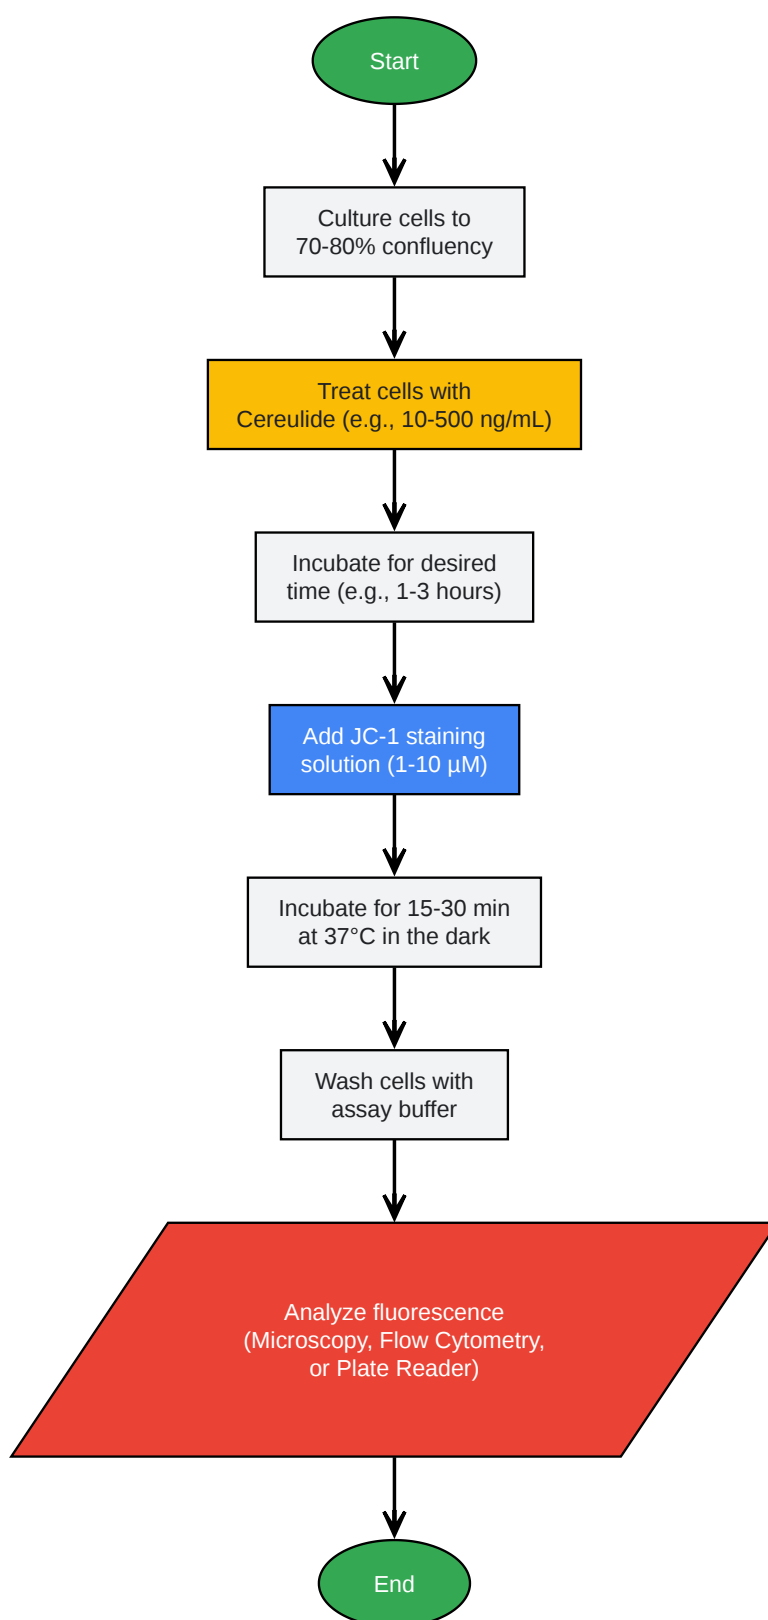 Start
Culture cells to
70-80% confluency
Treat cells with
Cereulide (e.g., 10-500 ng/mL)
Incubate for desired
time (e.g., 1-3 hours)
Add JC-1 staining
solution (1-10 µM)
Incubate for 15-30 min
at 37°C in the dark
Wash cells with
assay buffer
Analyze fluorescence
(Microscopy, Flow Cytometry,
or Plate Reader)
End